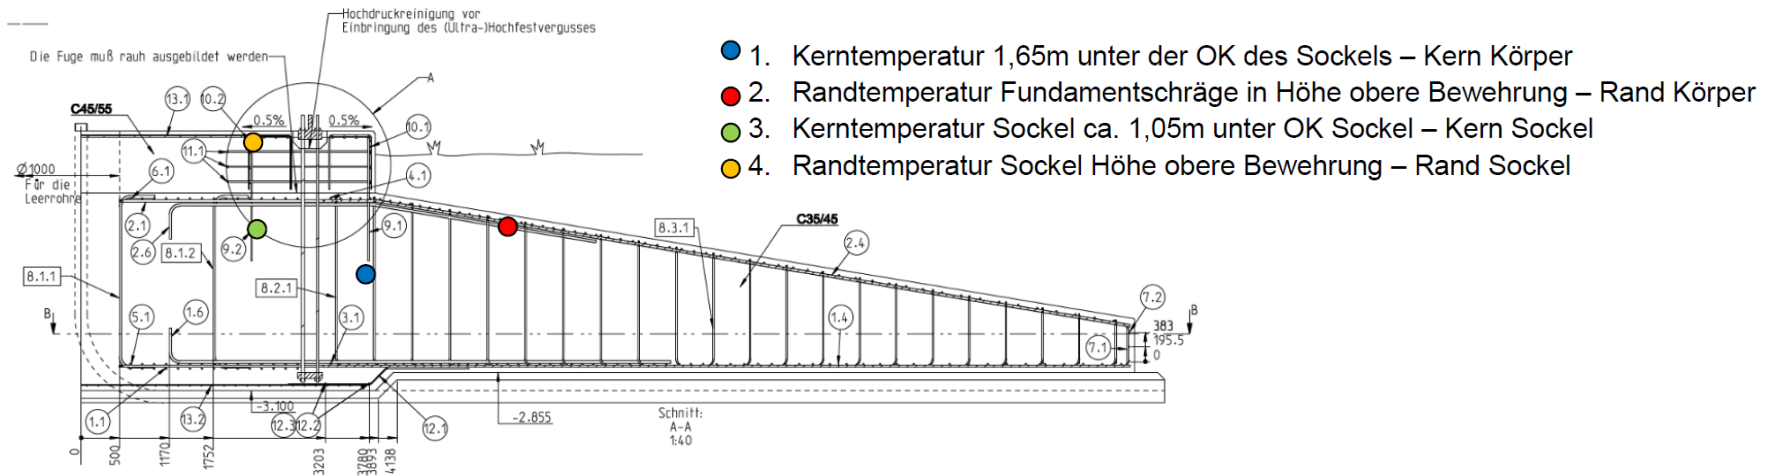 Hochdruckreinigung vor
Einbringung des (Ultra-)Hochfestvergusses
Die Fuge muß rauh ausgebildet werden
A
C45/55
13.1
10.2
0.5%
0.5%
10.1
11.1
Ø1000
Für die
Leerrohre
6.1
4.1
2.1
2.6
8.1.2
9.2
9.1
8.3.1
C35/45
2.4
8.1.1
8.2.1
B
5.1
1.6
3.1
1.4
7.2
B
383
195.5
0
7.1
1.1
13.2
-3.100
12.3
12.2
12.1
-2.855
Schnitt:
A-A
1:40
0
500
1170
1752
3203
3780
3893
4138
1. Kerntemperatur 1,65m unter der OK des Sockels – Kern Körper
2. Randtemperatur Fundamentschräge in Höhe obere Bewehrung – Rand Körper
3. Kerntemperatur Sockel ca. 1,05m unter OK Sockel – Kern Sockel
4. Randtemperatur Sockel Höhe obere Bewehrung – Rand Sockel